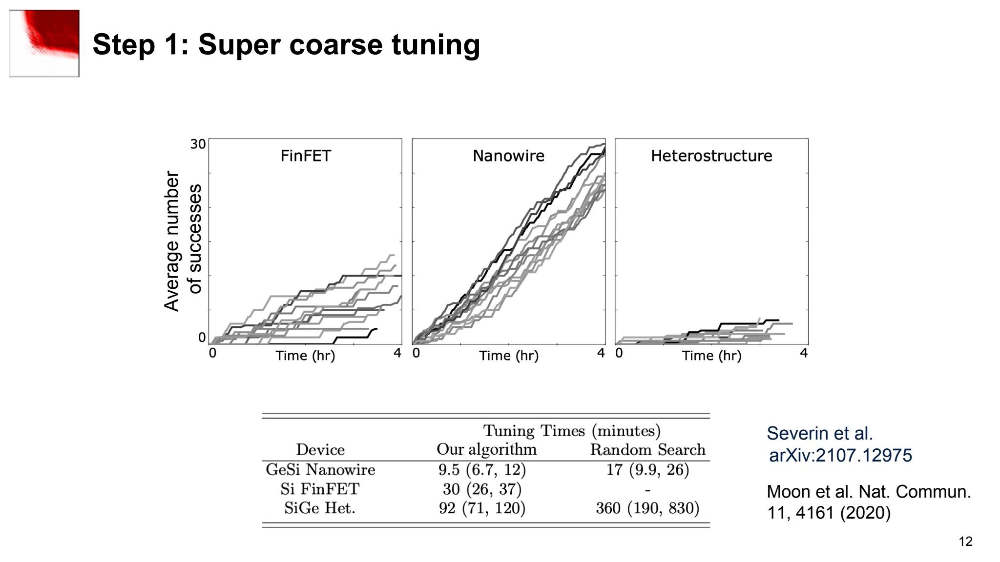 Step 1: Super coarse tuning
Average number
of successes
30
0
FinFET
0
Time (hr)
4
Nanowire
0
Time (hr)
4
Heterostructure
0
Time (hr)
4
Tuning Times (minutes)
Device Our algorithm Random Search
GeSi Nanowire 9.5 (6.7, 12) 17 (9.9, 26)
Si FinFET 30 (26, 37) -
SiGe Het. 92 (71, 120) 360 (190, 830)
Severin et al.
arXiv:2107.12975
Moon et al. Nat. Commun.
11, 4161 (2020)
12